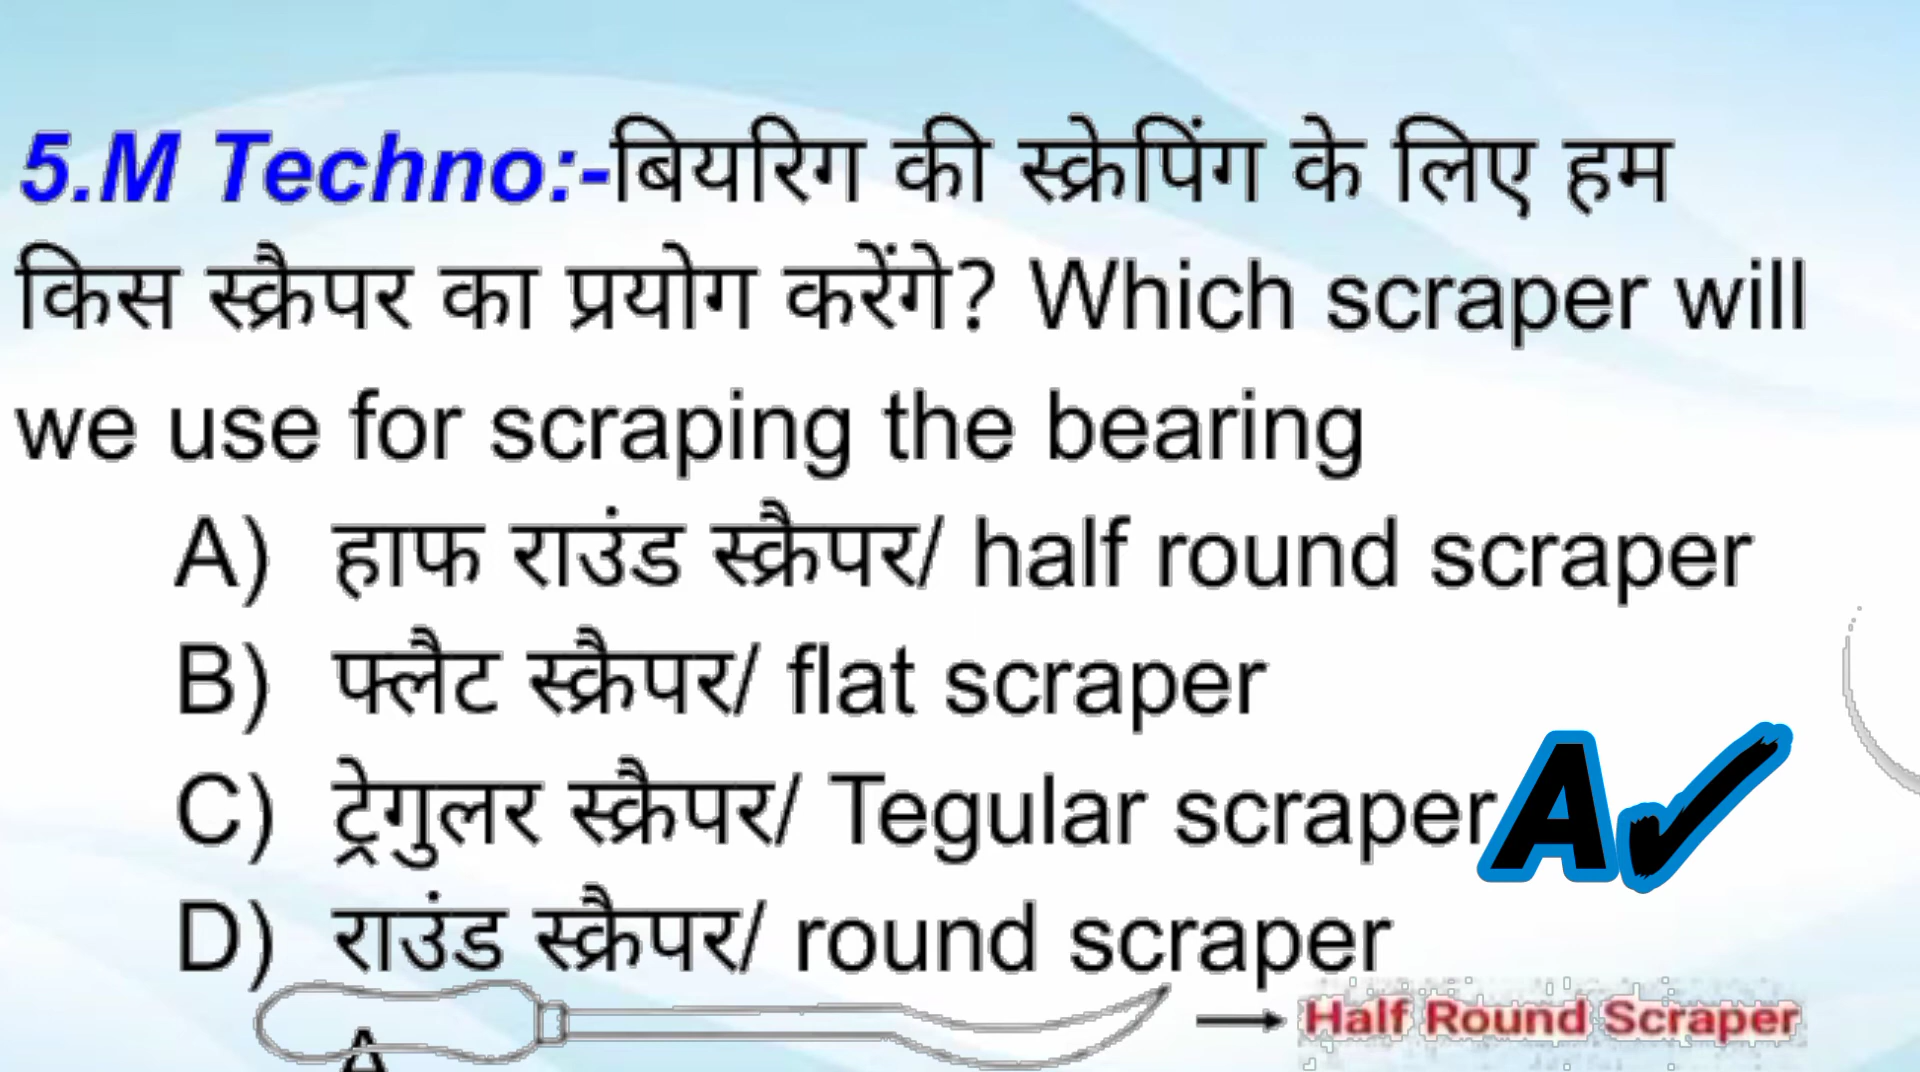 5.M Techno:-बियरिग की स्क्रेपिंग के लिए हम
किस स्क्रैपर का प्रयोग करेंगे? Which scraper will
we use for scraping the bearing
A) हाफ राउंड स्क्रैपर/ half round scraper
B) फ्लैट स्क्रैपर/ flat scraper
C) ट्रेगुलर स्क्रैपर/ Tegular scraper
A✓
D) राउंड स्क्रैपर/ round scraper
Half Round Scraper
A